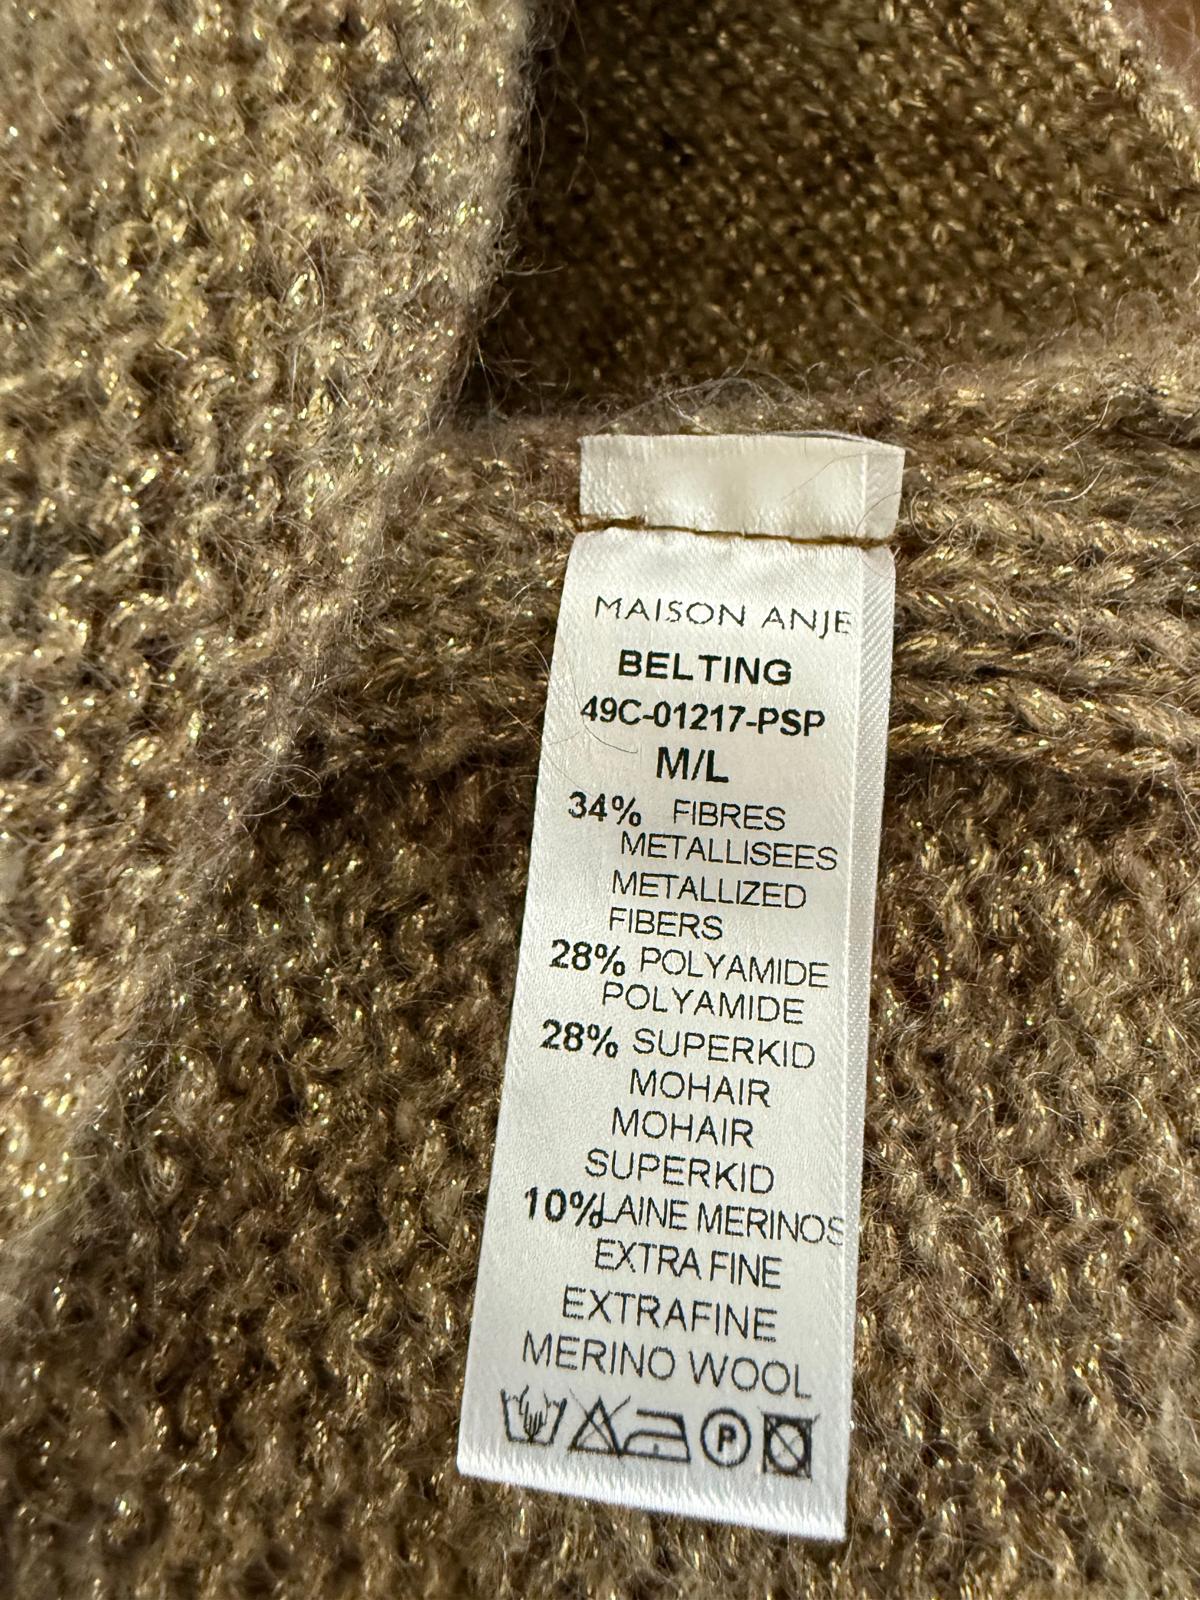 MAISON ANJE
BELTING
49C-01217-PSP
M/L
34% FIBRES
METALLISEES
METALLIZED
FIBERS
28% POLYAMIDE
POLYAMIDE
28% SUPERKID
MOHAIR
MOHAIR
SUPERKID
10%LAINE MERINOS
EXTRA FINE
EXTRAFINE
MERINO WOOL
P